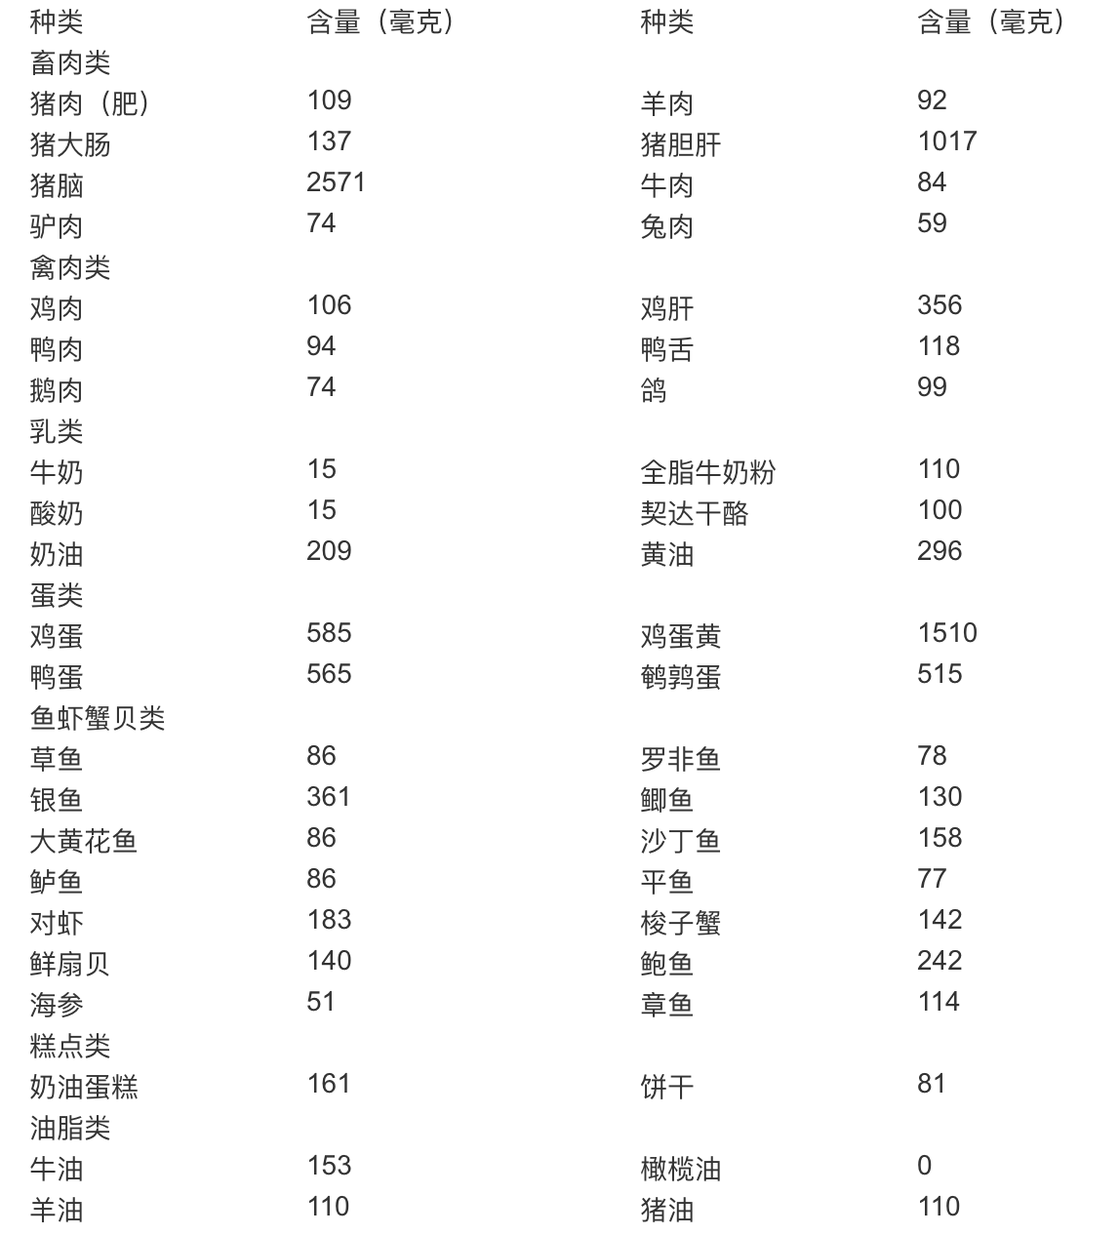 种类 含量（毫克） 种类 含量（毫克）
畜肉类
猪肉（肥） 109 羊肉 92
猪大肠 137 猪胆肝 1017
猪脑 2571 牛肉 84
驴肉 74 兔肉 59
禽肉类
鸡肉 106 鸡肝 356
鸭肉 94 鸭舌 118
鹅肉 74 鸽 99
乳类
牛奶 15 全脂牛奶粉 110
酸奶 15 契达干酪 100
奶油 209 黄油 296
蛋类
鸡蛋 585 鸡蛋黄 1510
鸭蛋 565 鹌鹑蛋 515
鱼虾蟹贝类
草鱼 86 罗非鱼 78
银鱼 361 鲫鱼 130
大黄花鱼 86 沙丁鱼 158
鲈鱼 86 平鱼 77
对虾 183 梭子蟹 142
鲜扇贝 140 鲍鱼 242
海参 51 章鱼 114
糕点类
奶油蛋糕 161 饼干 81
油脂类
牛油 153 橄榄油 0
羊油 110 猪油 110